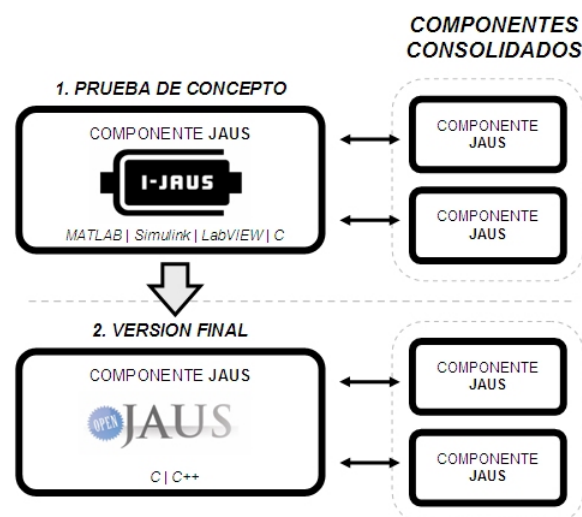 COMPONENTES
CONSOLIDADOS
1. PRUEBA DE CONCEPTO
COMPONENTE JAUS
I-JAUS
MATLAB | Simulink | LabVIEW | C
COMPONENTE
JAUS
COMPONENTE
JAUS
2. VERSION FINAL
COMPONENTE JAUS
OPEN JAUS
C | C++
COMPONENTE
JAUS
COMPONENTE
JAUS